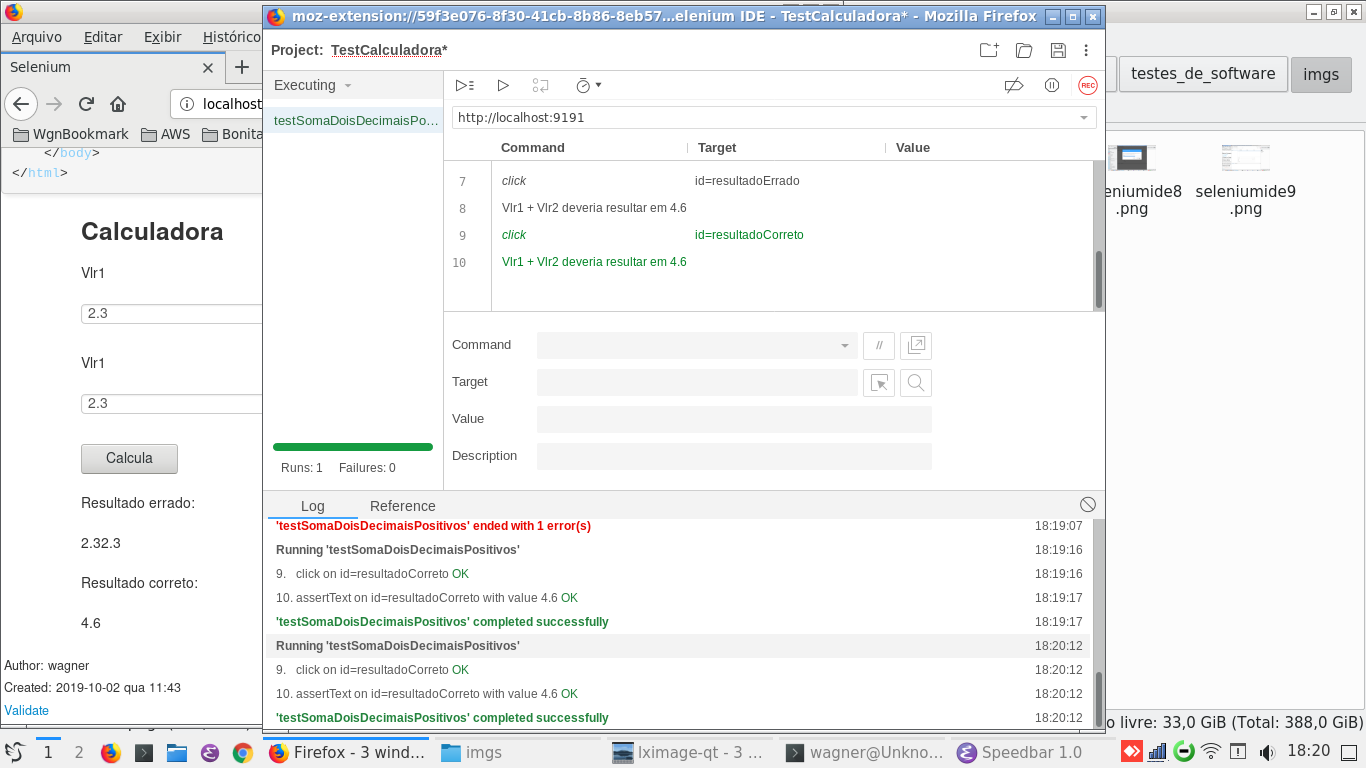 moz-extension://59f3e076-8f30-41cb-8b86-8eb57...elenium IDE - TestCalculadora* - Mozilla Firefox
Arquivo Editar Exibir Histórico
Selenium
localhost
WgnBookmark AWS Bonita
</body>
</html>
Calculadora
Vlr1
2.3
Vlr1
2.3
Calcula
Resultado errado:
2.32.3
Resultado correto:
4.6
Author: wagner
Created: 2019-10-02 qua 11:43
Validate
Project: TestCalculadora*
Executing
testSomaDoisDecimaisPo...
Runs: 1 Failures: 0
REC
http://localhost:9191
Command Target Value
7 click id=resultadoErrado
8 Vlr1 + Vlr2 deveria resultar em 4.6
9 click id=resultadoCorreto
10 Vlr1 + Vlr2 deveria resultar em 4.6
Command //
Target
Value
Description
Log Reference
'testSomaDoisDecimaisPositivos' ended with 1 error(s) 18:19:07
Running 'testSomaDoisDecimaisPositivos' 18:19:16
9. click on id=resultadoCorreto OK 18:19:16
10. assertText on id=resultadoCorreto with value 4.6 OK 18:19:17
'testSomaDoisDecimaisPositivos' completed successfully 18:19:17
Running 'testSomaDoisDecimaisPositivos' 18:20:12
9. click on id=resultadoCorreto OK 18:20:12
10. assertText on id=resultadoCorreto with value 4.6 OK 18:20:12
'testSomaDoisDecimaisPositivos' completed successfully 18:20:12
testes_de_software imgs
eniumide8
.png
seleniumide9
.png
o livre: 33,0 GiB (Total: 388,0 GiB)
1 2 Firefox - 3 wind... imgs lximage-qt - 3 ... wagner@Unkno... Speedbar 1.0 18:20